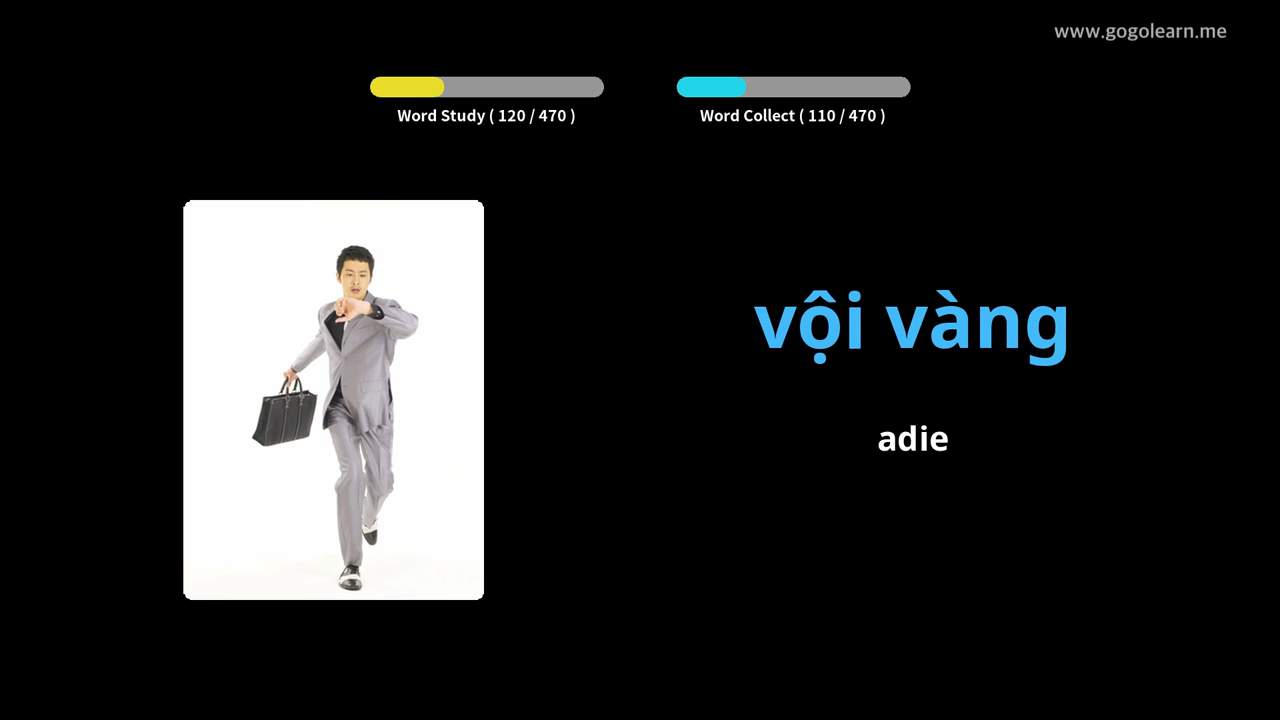 www.gogolearn.me
Word Study ( 120 / 470 )
Word Collect ( 110 / 470 )
vội vàng
adie